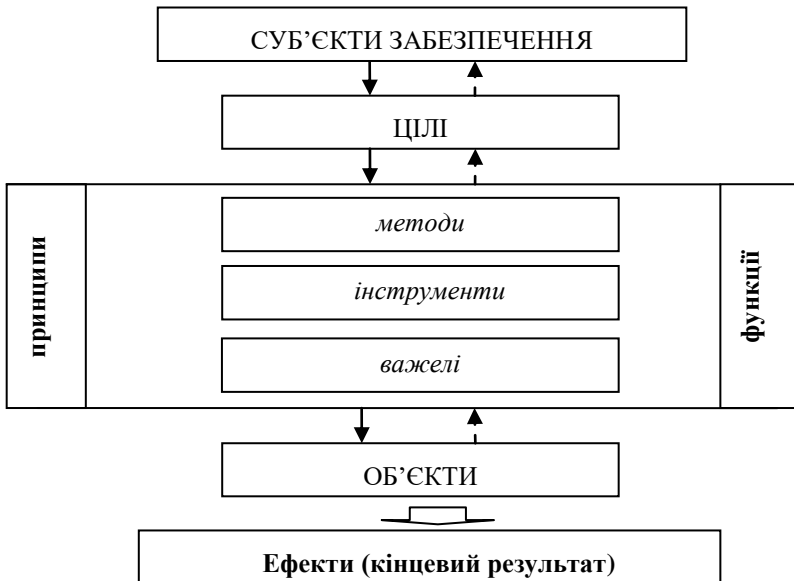 СУБ’ЄКТИ ЗАБЕЗПЕЧЕННЯ
ЦІЛІ
принципи
методи
інструменти
важелі
функції
ОБ’ЄКТИ
Ефекти (кінцевий результат)